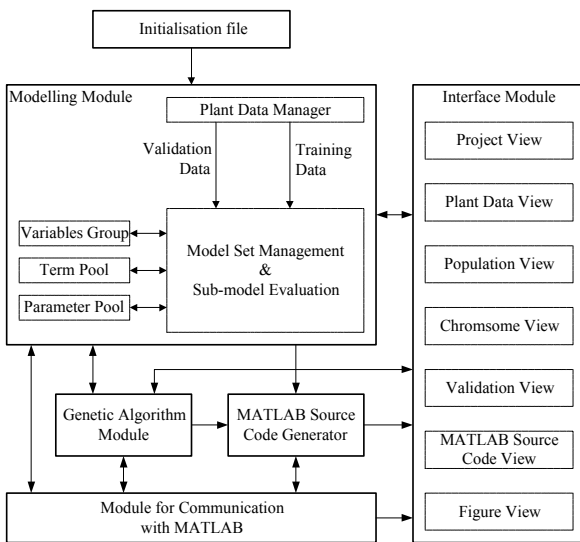 Initialisation file
Modelling Module
Plant Data Manager
Validation
Data
Training
Data
Variables Group
Term Pool
Parameter Pool
Model Set Management
&
Sub-model Evaluation
Interface Module
Project View
Plant Data View
Population View
Chromsome View
Validation View
MATLAB Source
Code View
Figure View
Genetic Algorithm
Module
MATLAB Source
Code Generator
Module for Communication
with MATLAB